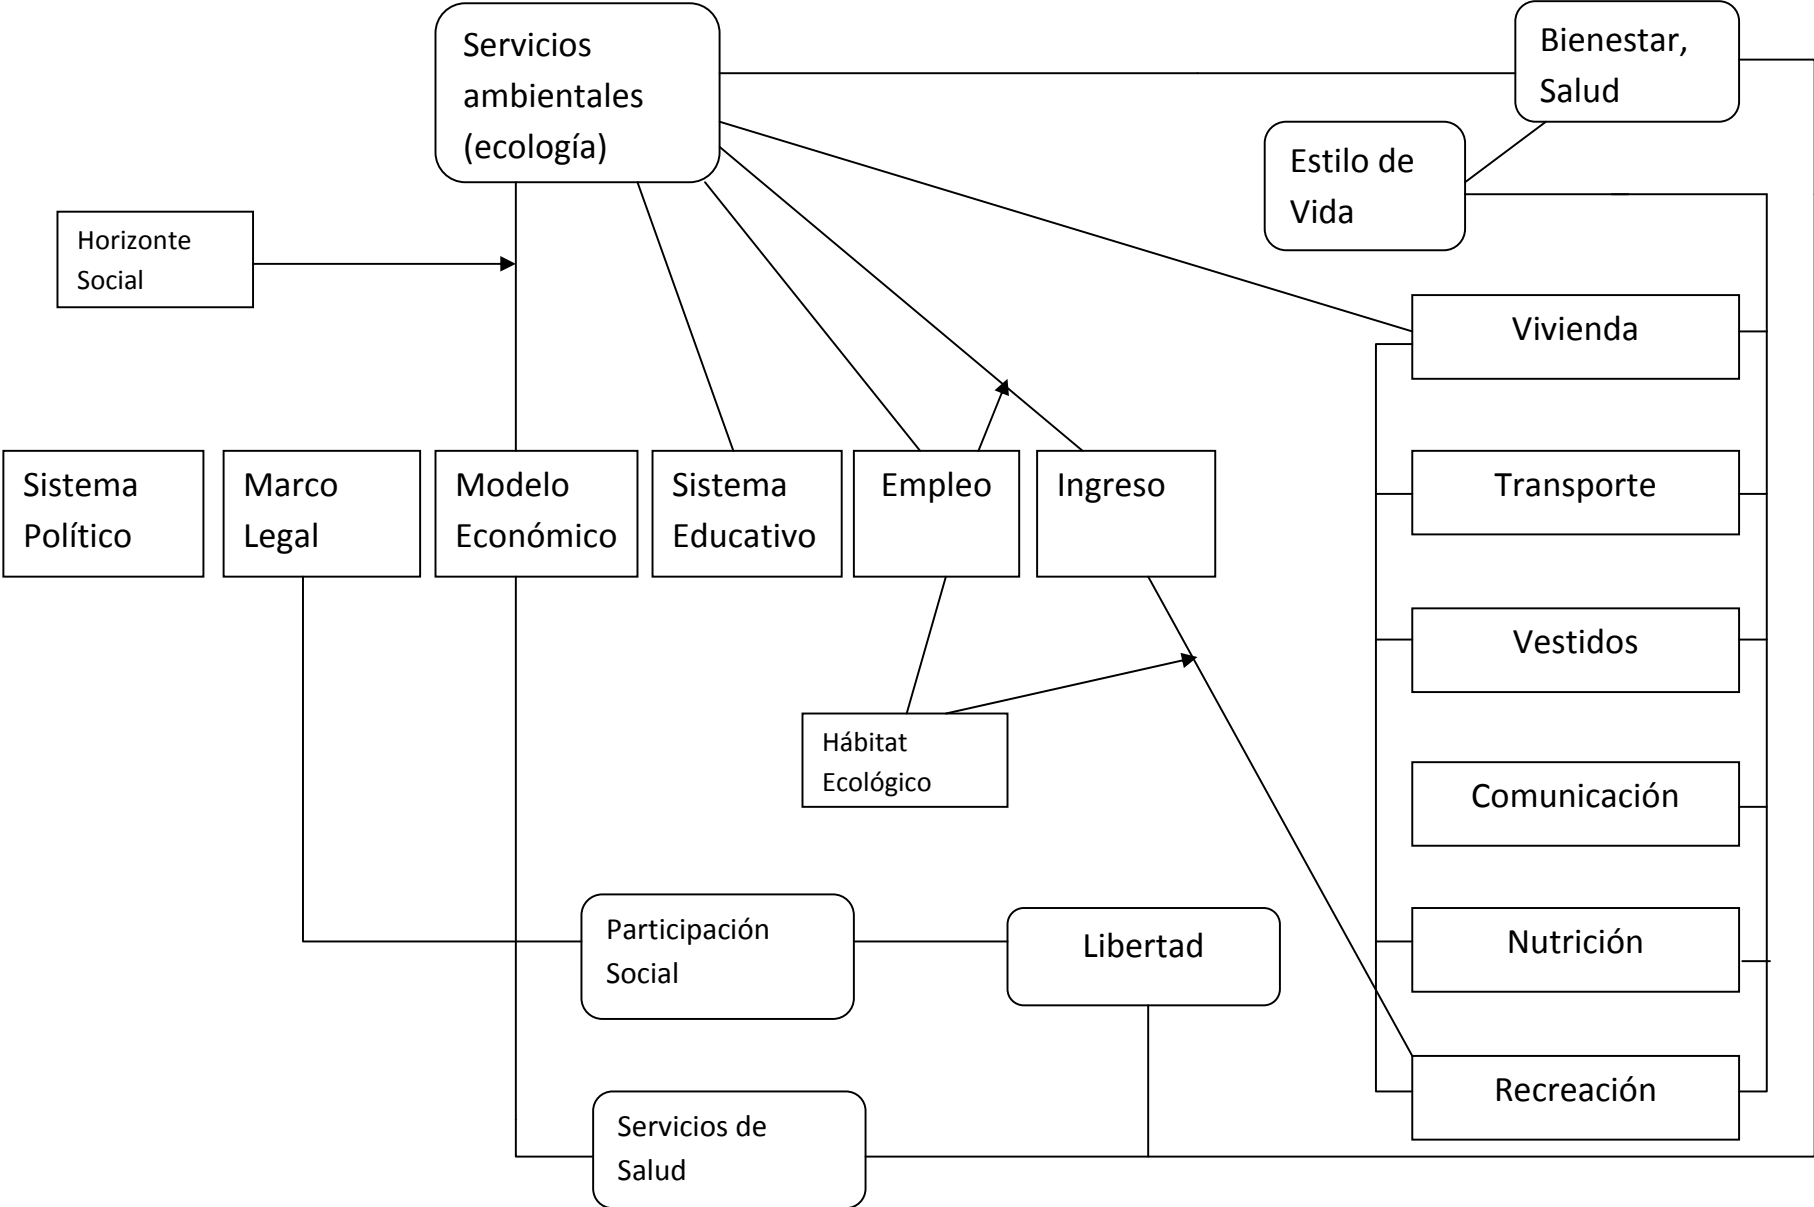 Servicios
ambientales
(ecología)
Bienestar,
Salud
Estilo de
Vida
Horizonte
Social
Vivienda
Sistema
Político
Marco
Legal
Modelo
Económico
Sistema
Educativo
Empleo
Ingreso
Transporte
Vestidos
Hábitat
Ecológico
Comunicación
Participación
Social
Libertad
Nutrición
Recreación
Servicios de
Salud